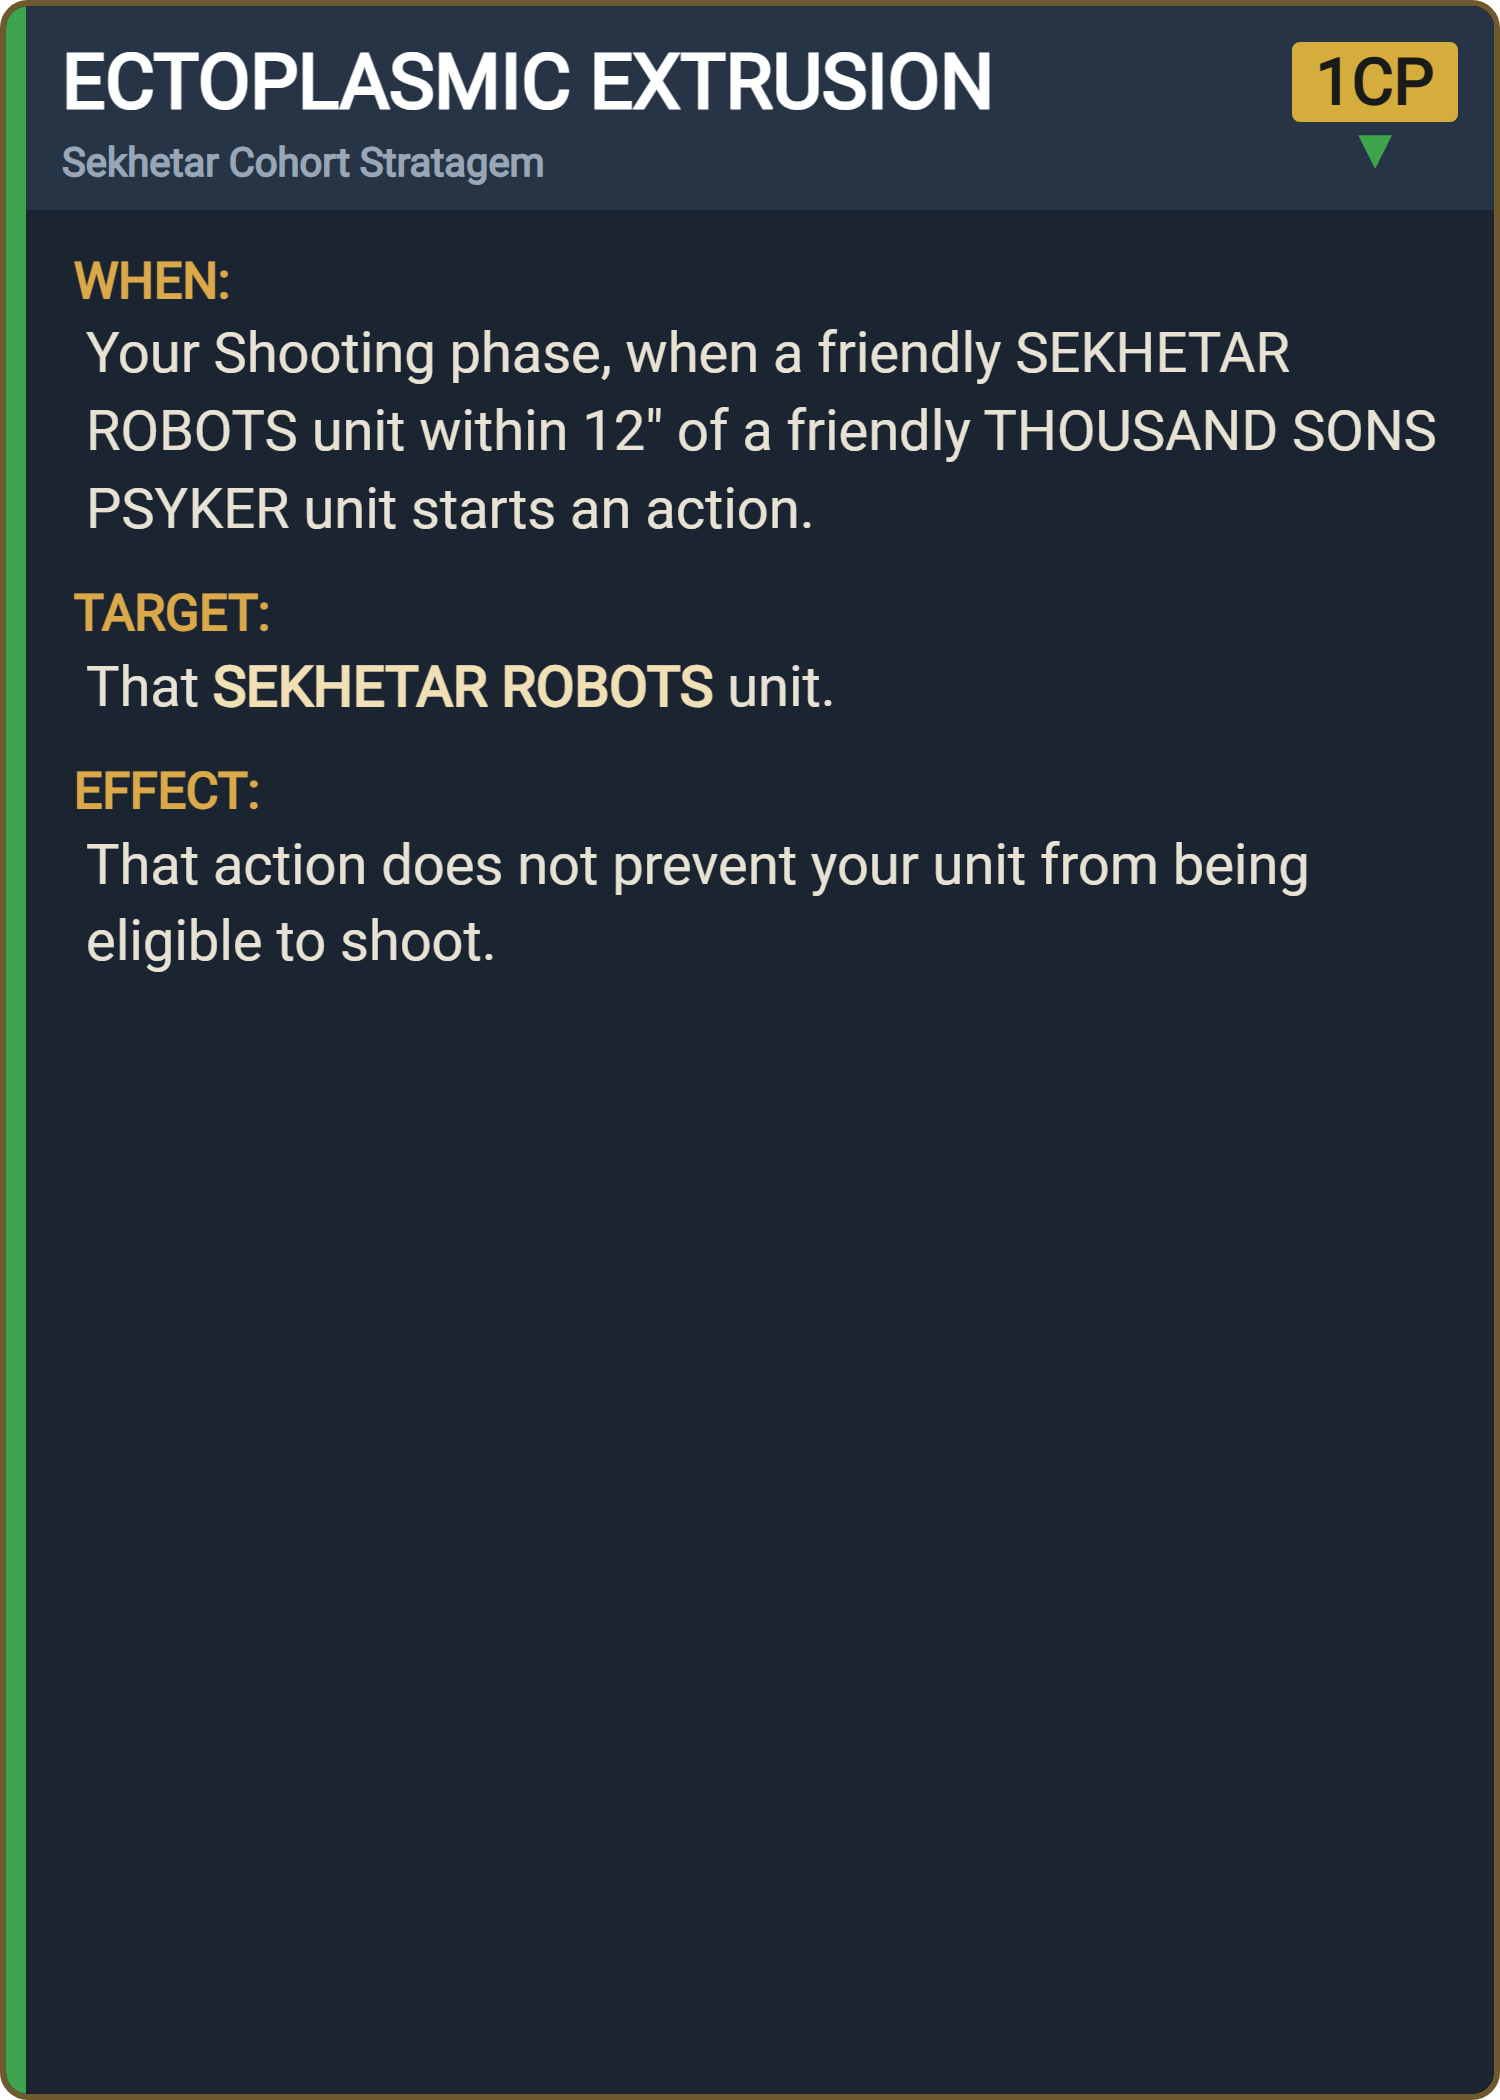 ECTOPLASMIC EXTRUSION
1CP
Sekhetar Cohort Stratagem
WHEN:
Your Shooting phase, when a friendly SEKHETAR
ROBOTS unit within 12" of a friendly THOUSAND SONS
PSYKER unit starts an action.
TARGET:
That SEKHETAR ROBOTS unit.
EFFECT:
That action does not prevent your unit from being
eligible to shoot.